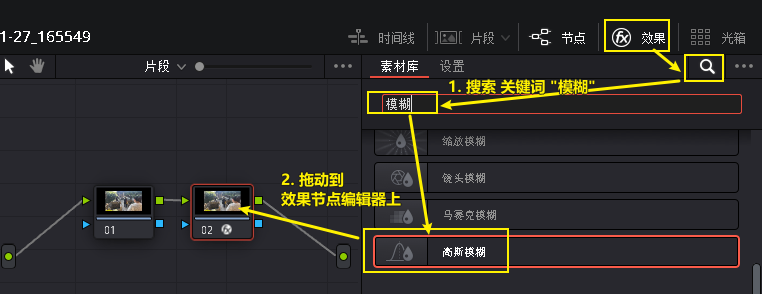 1-27_165549
时间线
片段
节点
效果
光箱
片段
素材库
设置
1. 搜索 关键词 "模糊"
模糊
缩放模糊
镜头模糊
马赛克模糊
高斯模糊
2. 拖动到
效果节点编辑器上
01
02